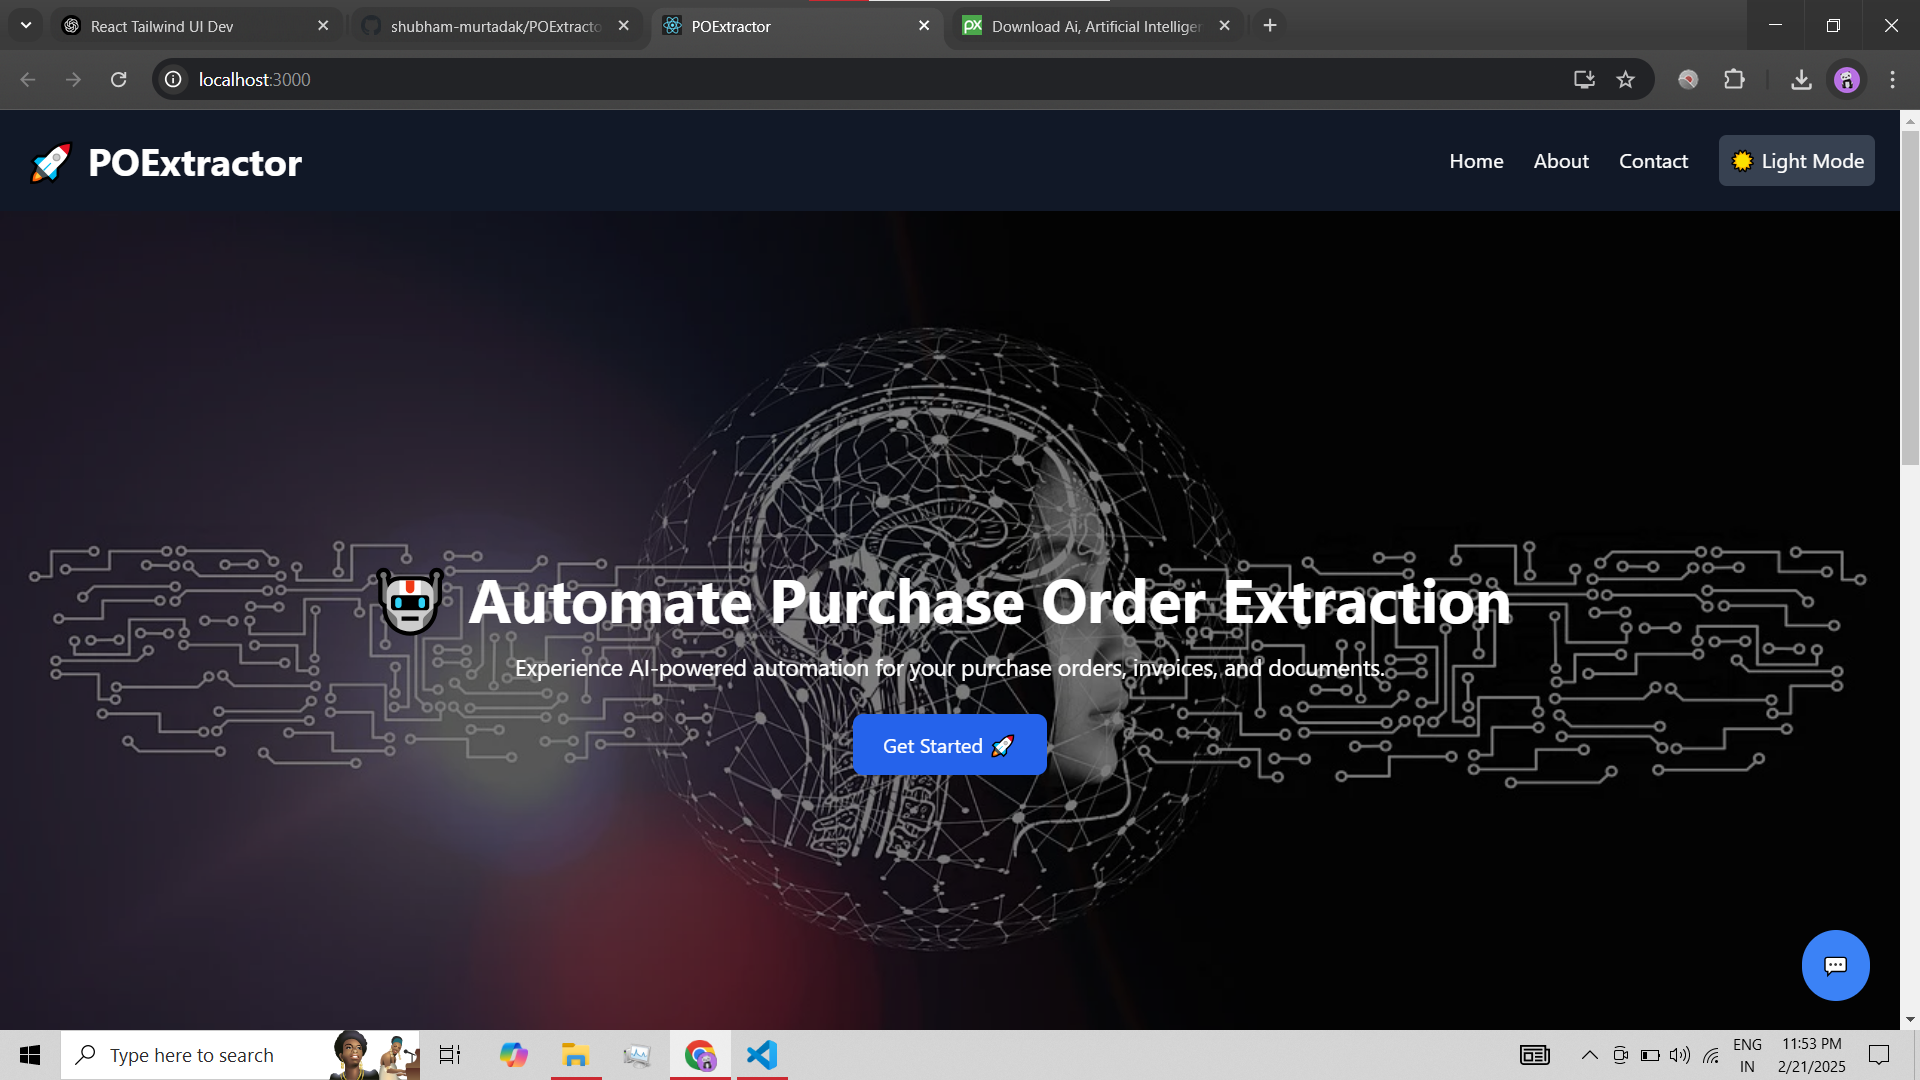 React Tailwind UI Dev
shubham-murtadak/POExtracto
POExtractor
Download Ai, Artificial Intelliger
localhost:3000
POExtractor
Home
About
Contact
Light Mode
Automate Purchase Order Extraction
Experience AI-powered automation for your purchase orders, invoices, and documents.
Get Started
Type here to search
ENG
IN
11:53 PM
2/21/2025